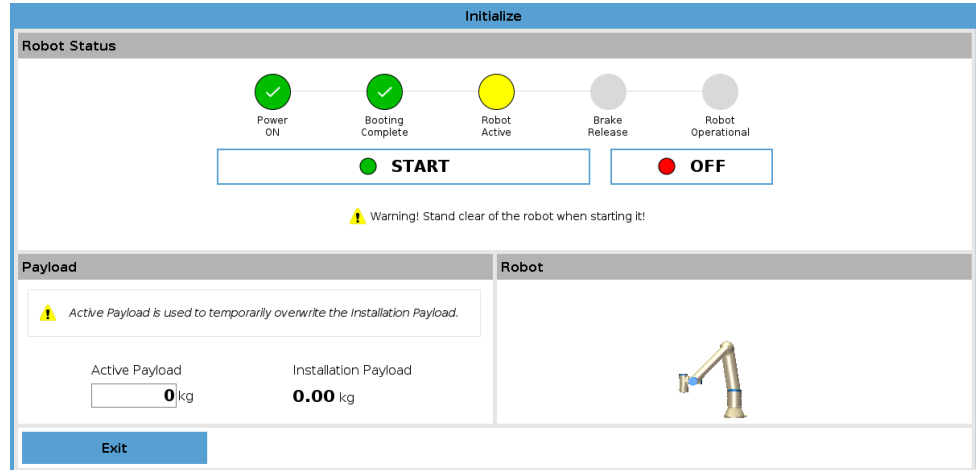 Initialize
Robot Status
Power
ON
Booting
Complete
Robot
Active
Brake
Release
Robot
Operational
START
OFF
Warning! Stand clear of the robot when starting it!
Payload
Robot
Active Payload is used to temporarily overwrite the Installation Payload.
Active Payload
Installation Payload
0 kg
0.00 kg
Exit